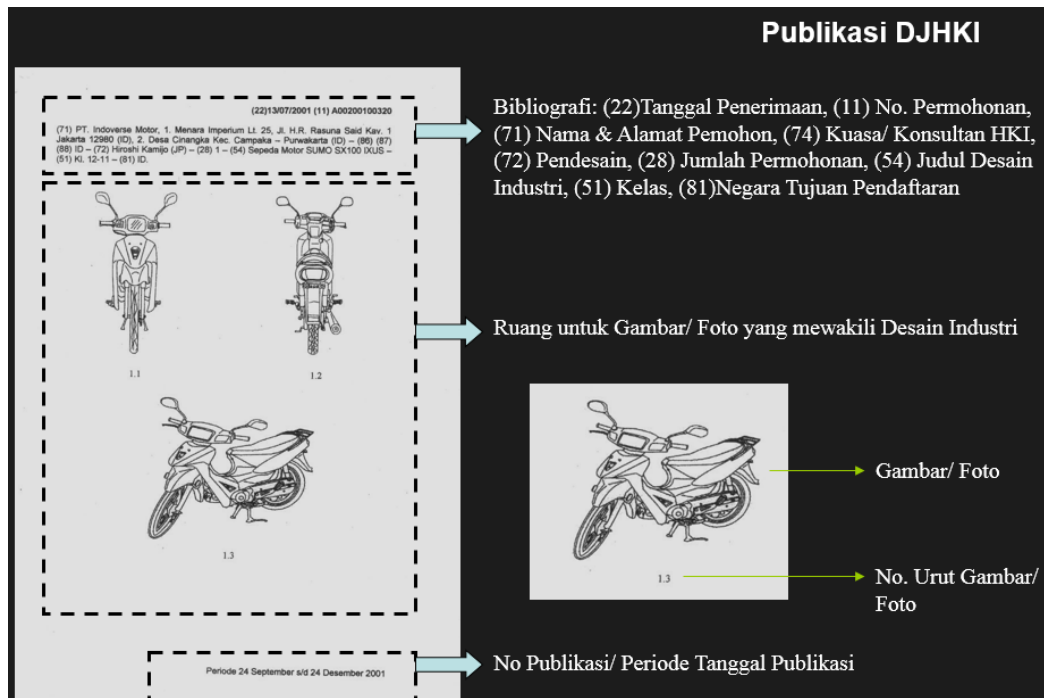 Publikasi DJHKI
(22)13/07/2001 (11) A00200100320
(71) PT. Indoverse Motor, 1. Menara Imperium Lt. 25, Jl. H.R. Rasuna Said Kav. 1
Jakarta 12980 (ID), 2. Desa Cinangka Kec. Campaka – Purwakarta (ID) – (86) (87)
(88) ID – (72) Hiroshi Kamijo (JP) – (28) 1 – (54) Sepeda Motor SUMO SX100 IXUS –
(51) Kl. 12-11 – (81) ID.
Bibliografi: (22)Tanggal Penerimaan, (11) No. Permohonan,
(71) Nama & Alamat Pemohon, (74) Kuasa/ Konsultan HKI,
(72) Pendesain, (28) Jumlah Permohonan, (54) Judul Desain
Industri, (51) Kelas, (81)Negara Tujuan Pendaftaran
1.1
1.2
Ruang untuk Gambar/ Foto yang mewakili Desain Industri
1.3
Gambar/ Foto
1.3
No. Urut Gambar/
Foto
Periode 24 September s/d 24 Desember 2001
No Publikasi/ Periode Tanggal Publikasi